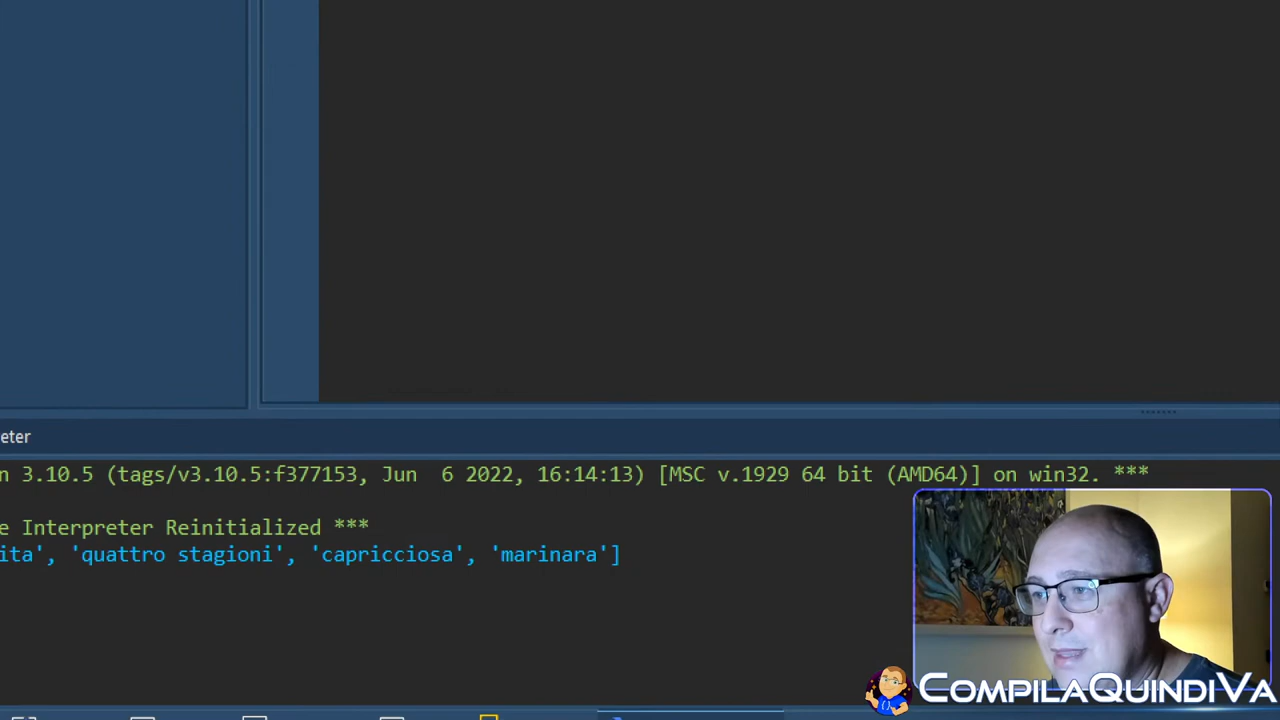 eter
n 3.10.5 (tags/v3.10.5:f377153, Jun  6 2022, 16:14:13) [MSC v.1929 64 bit (AMD64)] on win32. ***
e Interpreter Reinitialized ***
ita', 'quattro stagioni', 'capricciosa', 'marinara']
CompilaQuindiVa